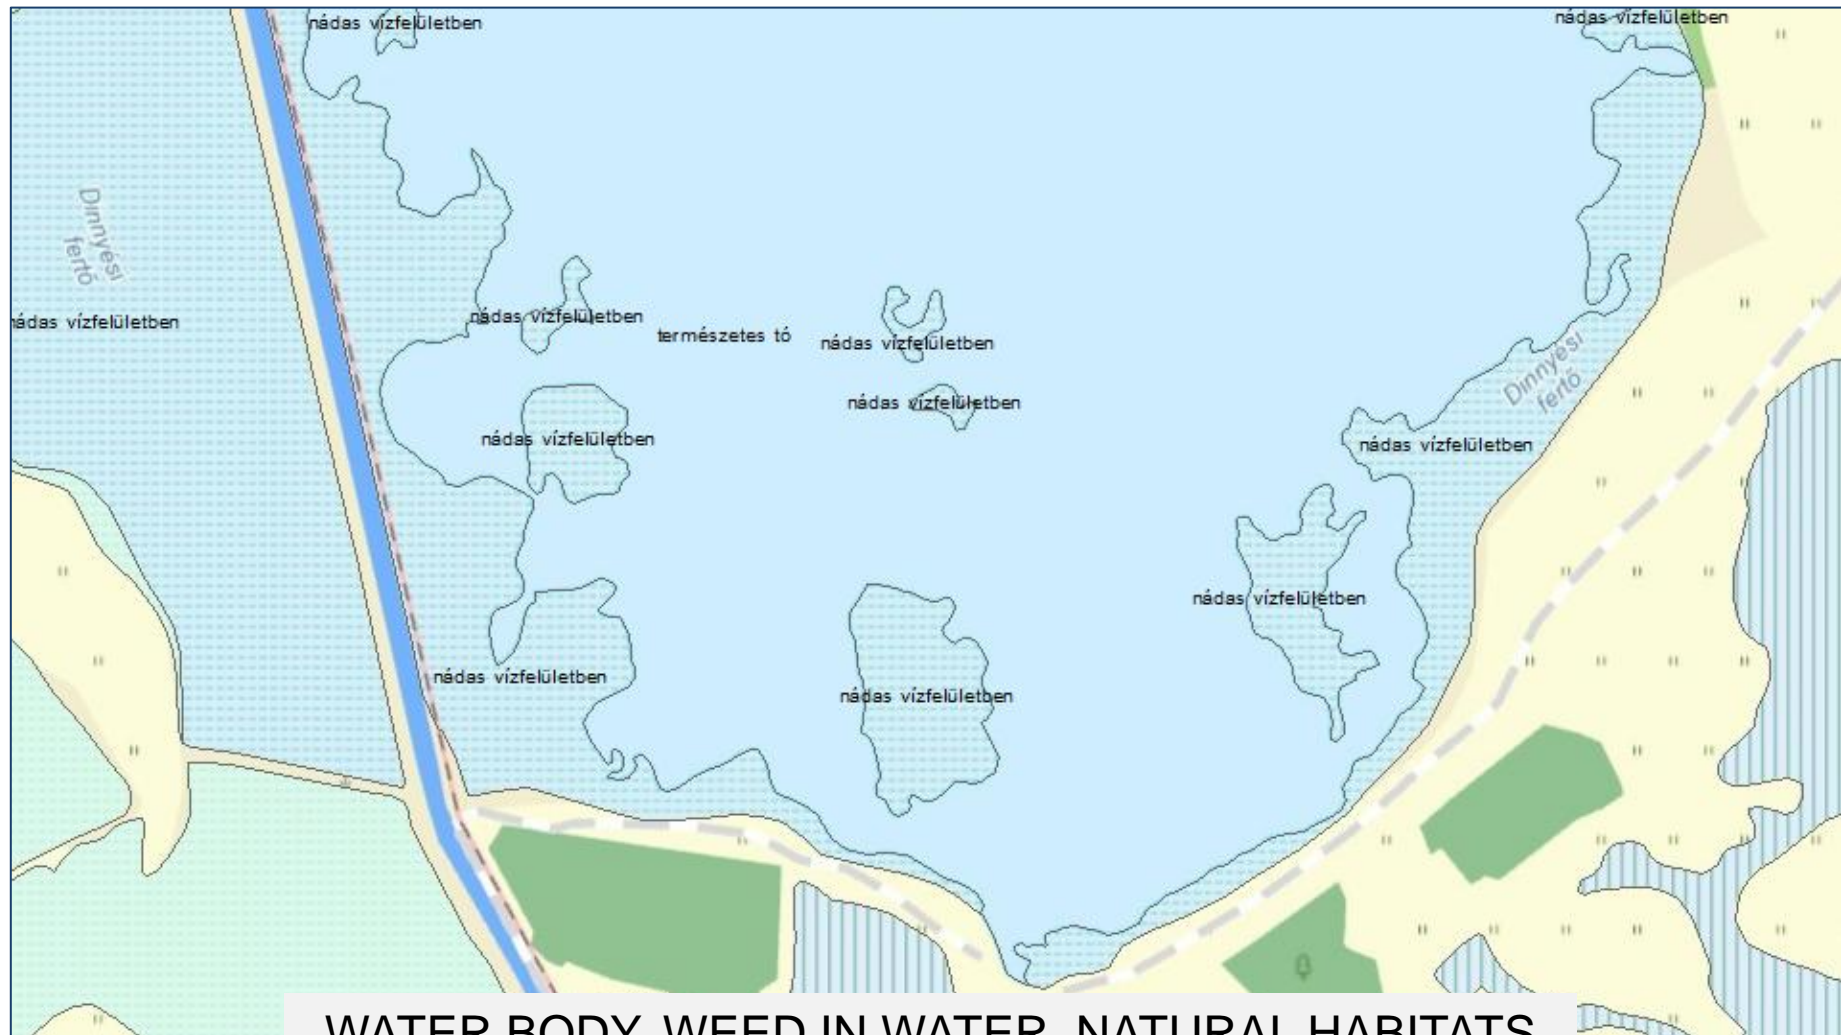 nádas vízfelületben
nádas vízfelületben
Dinnyési
fertő
nádas vízfelületben
nádas vízfelületben
természetes tó
nádas vízfelületben
Dinnyési
fertő
nádas vízfelületben
nádas vízfelületben
nádas vízfelületben
nádas vízfelületben
nádas vízfelületben
nádas vízfelületben
WATER BODY, WEED IN WATER, NATURAL HABITATS